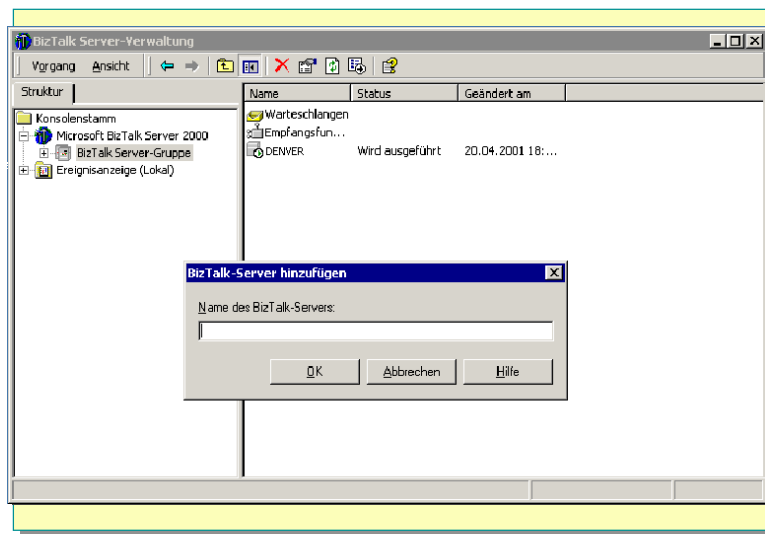 BizTalk Server-Verwaltung
Vorgang Ansicht
Struktur
Konsolenstamm
Microsoft BizTalk Server 2000
BizTalk Server-Gruppe
Ereignisanzeige (Lokal)
Name Status Geändert am
Warteschlangen
Empfangsfun...
DENVER Wird ausgeführt 20.04.2001 18:...
BizTalk-Server hinzufügen
Name des BizTalk-Servers:
OK Abbrechen Hilfe